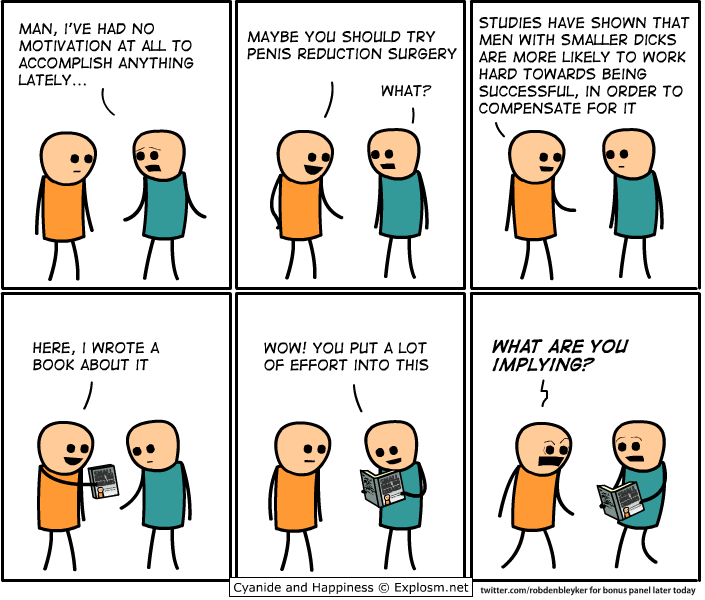 MAN, I'VE HAD NO
MOTIVATION AT ALL TO
ACCOMPLISH ANYTHING
LATELY...
MAYBE YOU SHOULD TRY
PENIS REDUCTION SURGERY
WHAT?
STUDIES HAVE SHOWN THAT
MEN WITH SMALLER DICKS
ARE MORE LIKELY TO WORK
HARD TOWARDS BEING
SUCCESSFUL, IN ORDER TO
COMPENSATE FOR IT
HERE, I WROTE A
BOOK ABOUT IT
WOW! YOU PUT A LOT
OF EFFORT INTO THIS
WHAT ARE YOU
IMPLYING?
Cyanide and Happiness © Explosm.net
twitter.com/robdenbleyker for bonus panel later today